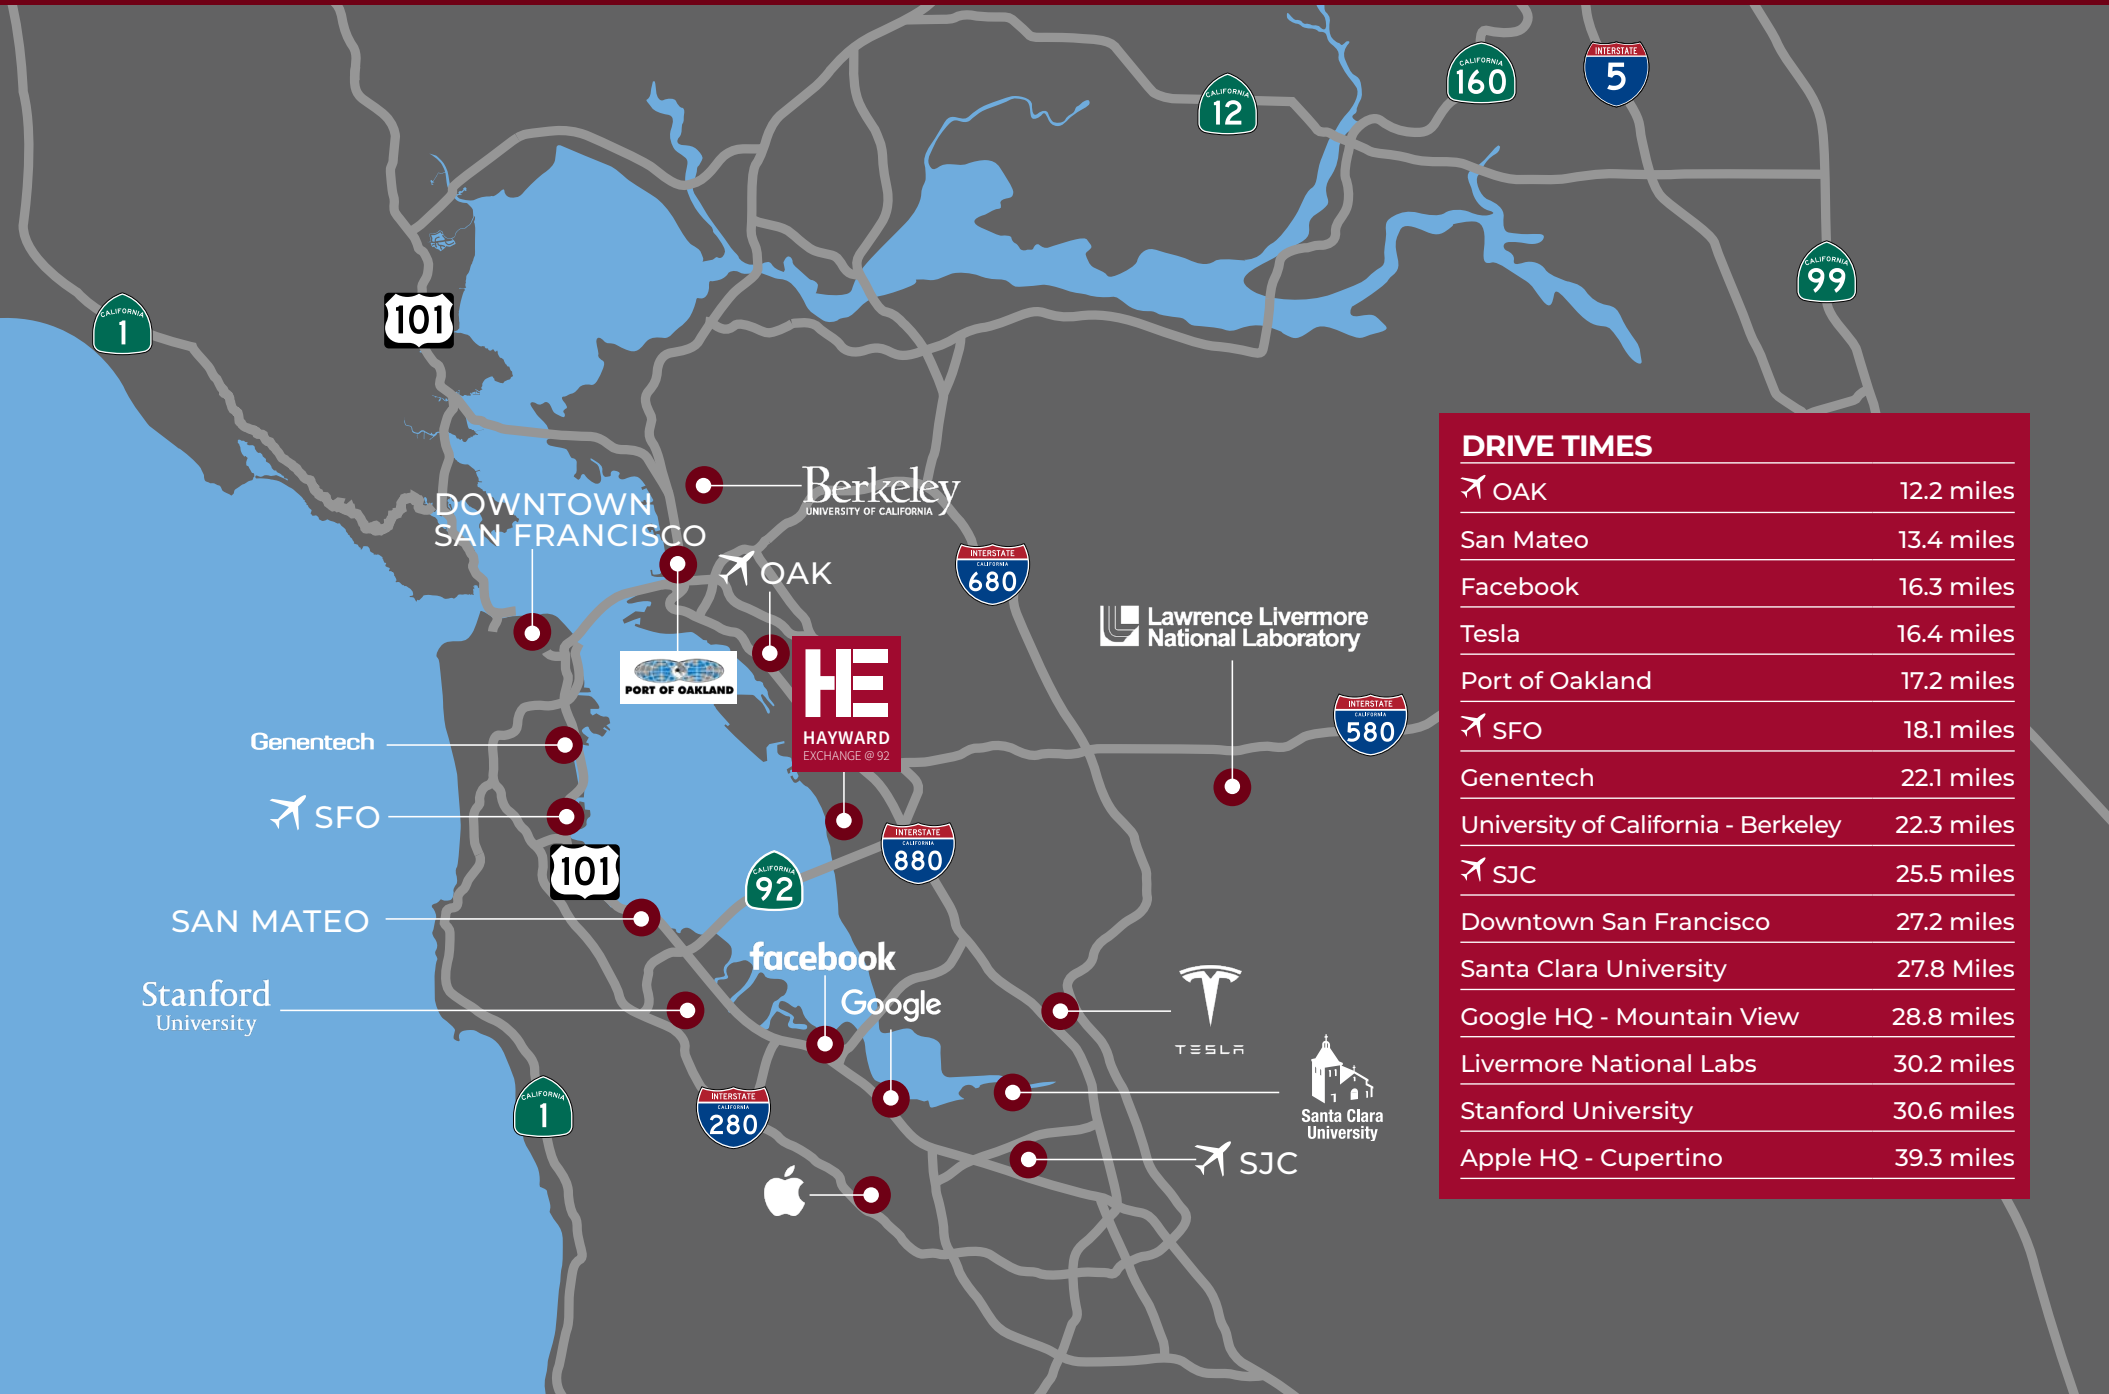 CALIFORNIA
160
INTERSTATE
5
CALIFORNIA
12
CALIFORNIA
99
CALIFORNIA
1
101
Berkeley
UNIVERSITY OF CALIFORNIA
DOWNTOWN
SAN FRANCISCO
OAK
INTERSTATE
CALIFORNIA
680
Lawrence Livermore
National Laboratory
PORT OF OAKLAND
HE
HAYWARD
EXCHANGE @ 92
INTERSTATE
CALIFORNIA
580
Genentech
SFO
101
INTERSTATE
CALIFORNIA
880
CALIFORNIA
92
SAN MATEO
facebook
Google
Stanford
University
TESLA
CALIFORNIA
1
INTERSTATE
CALIFORNIA
280
Santa Clara
University
SJC
DRIVE TIMES
OAK 12.2 miles
San Mateo 13.4 miles
Facebook 16.3 miles
Tesla 16.4 miles
Port of Oakland 17.2 miles
SFO 18.1 miles
Genentech 22.1 miles
University of California - Berkeley 22.3 miles
SJC 25.5 miles
Downtown San Francisco 27.2 miles
Santa Clara University 27.8 Miles
Google HQ - Mountain View 28.8 miles
Livermore National Labs 30.2 miles
Stanford University 30.6 miles
Apple HQ - Cupertino 39.3 miles